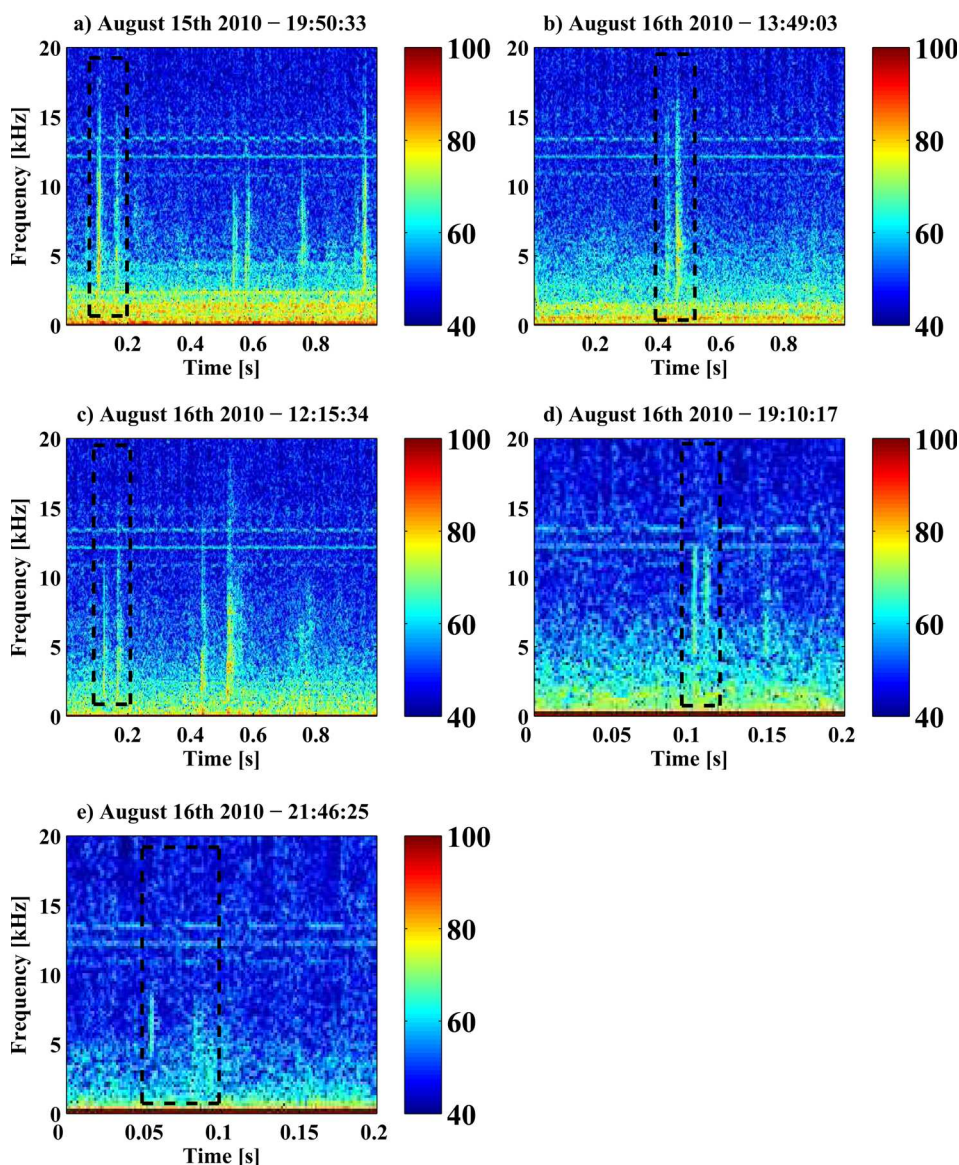 a) August 15th 2010 – 19:50:33
b) August 16th 2010 – 13:49:03
20
15
10
5
0
Frequency [kHz]
0.2 0.4 0.6 0.8
Time [s]
100
80
60
40
20
15
10
5
0
0.2 0.4 0.6 0.8
Time [s]
100
80
60
40
c) August 16th 2010 – 12:15:34
d) August 16th 2010 – 19:10:17
20
15
10
5
0
Frequency [kHz]
0.2 0.4 0.6 0.8
Time [s]
100
80
60
40
20
15
10
5
0
0 0.05 0.1 0.15 0.2
Time [s]
100
80
60
40
e) August 16th 2010 – 21:46:25
20
15
10
5
0
Frequency [kHz]
0 0.05 0.1 0.15 0.2
Time [s]
100
80
60
40